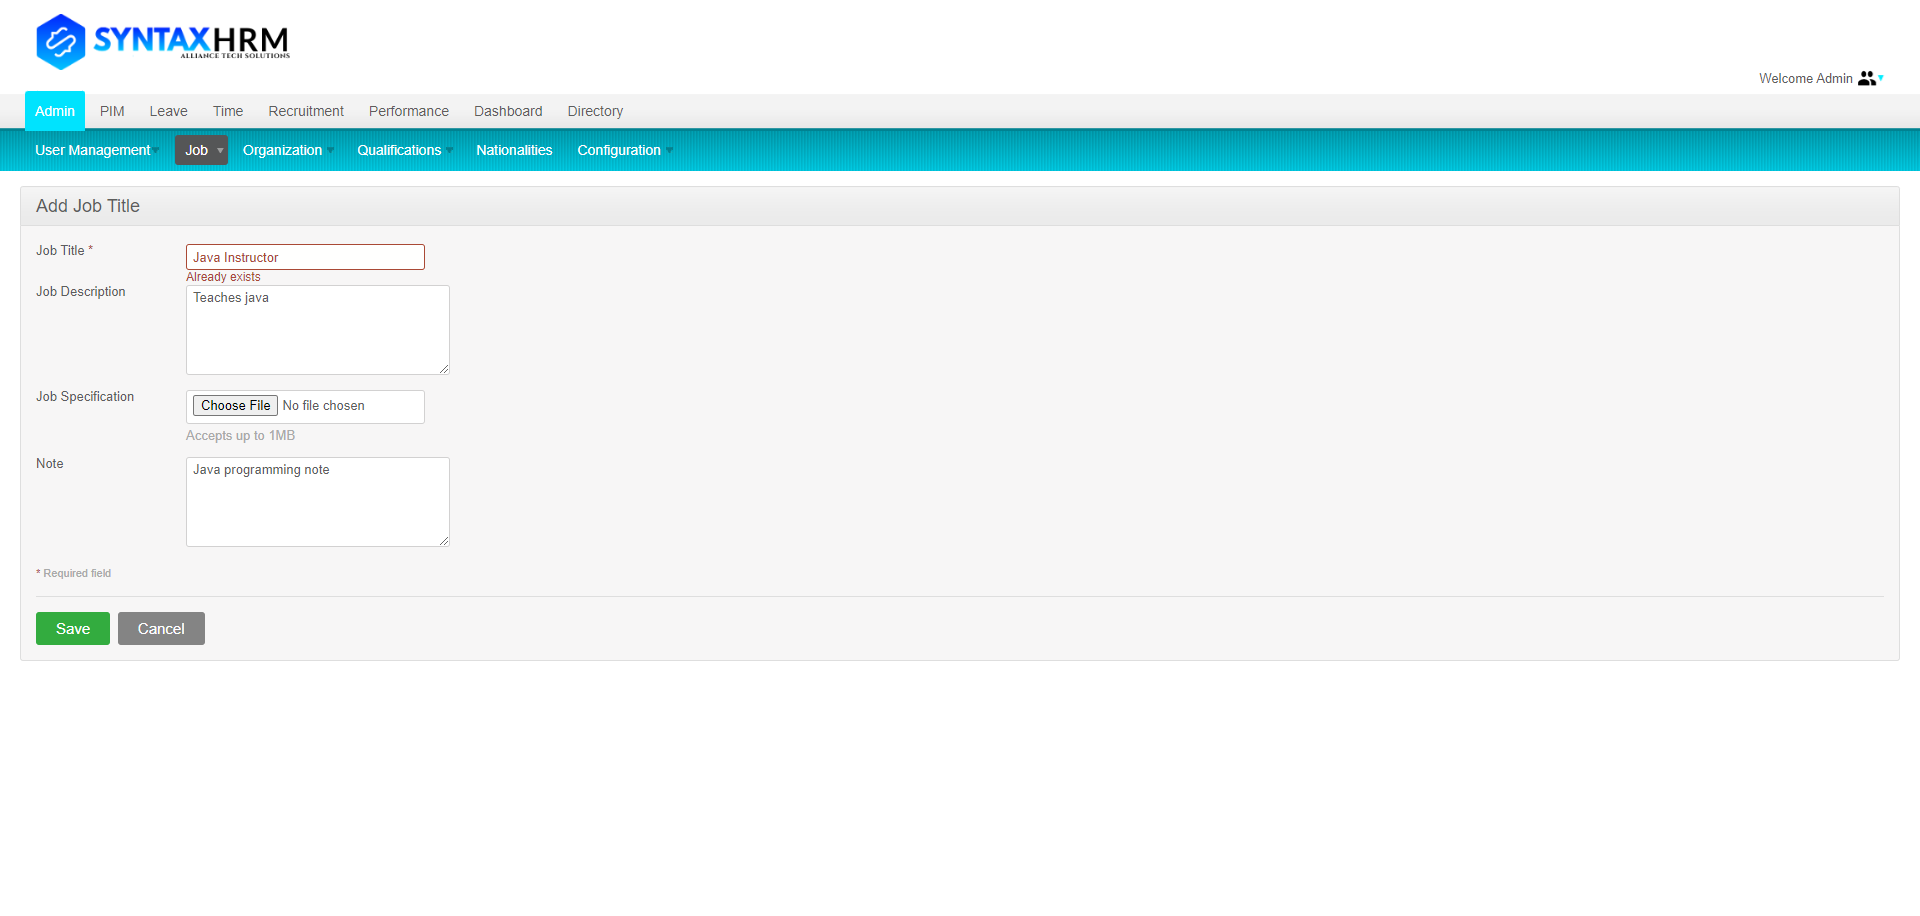 SYNTAXHRM
ALLIANCE TECH SOLUTIONS
Welcome Admin
Admin PIM Leave Time Recruitment Performance Dashboard Directory
User Management Job Organization Qualifications Nationalities Configuration
Add Job Title
Job Title * Java Instructor
Already exists
Job Description Teaches java
Job Specification Choose File No file chosen
Accepts up to 1MB
Note Java programming note
* Required field
Save Cancel